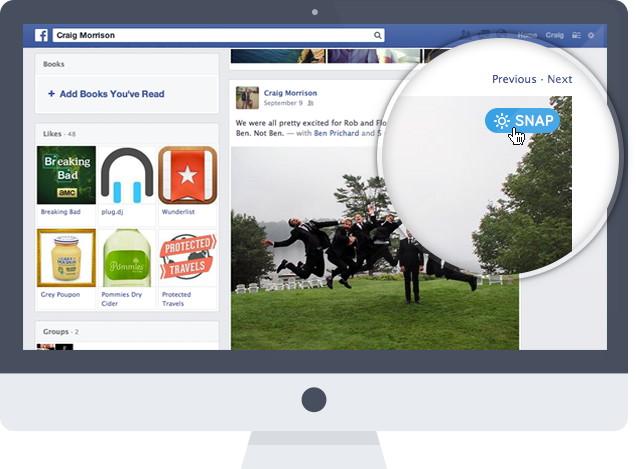 Craig Morrison
Home Craig
Books
+ Add Books You've Read
Likes · 48
Breaking Bad
AMC
Breaking Bad
plug.dj
Wunderlist
GREY POUPON
Pommies
PROTECTED TRAVELS
Grey Poupon
Pommies Dry Cider
Protected Travels
Groups · 2
Craig Morrison
September 9
We were all pretty excited for Rob and
Ben. Not Ben. — with Ben Prichard and 5
Previous · Next
SNAP